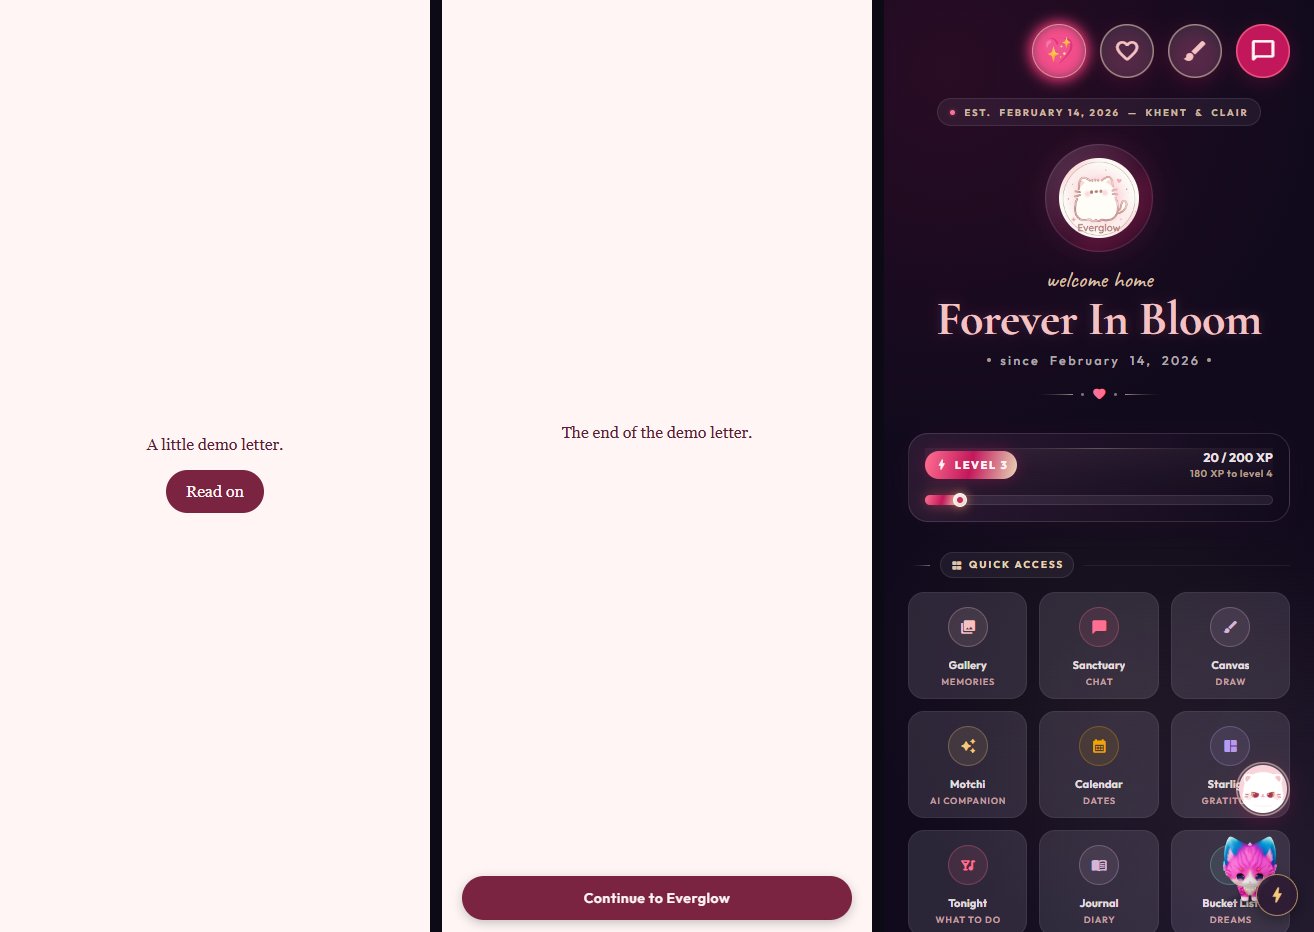 A little demo letter.
Read on
The end of the demo letter.
Continue to Everglow
EST. FEBRUARY 14, 2026 — KHENT & CLAIR
Everglow
welcome home
Forever In Bloom
• since February 14, 2026 •
LEVEL 3
20 / 200 XP
180 XP to level 4
QUICK ACCESS
Gallery
MEMORIES
Sanctuary
CHAT
Canvas
DRAW
Motchi
AI COMPANION
Calendar
DATES
Tonight
WHAT TO DO
Journal
DIARY
Bucket List
DREAMS